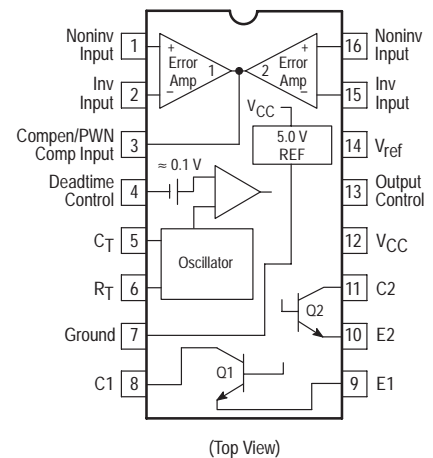 Noninv
Input
1
+
Error
Amp
1
2
+
Error
Amp
–
16
Noninv
Input
Inv
Input
2
–
15
Inv
Input
Compen/PWN
Comp Input
3
VCC
5.0 V
REF
14
Vref
≈ 0.1 V
Deadtime
Control
4
13
Output
Control
CT
5
Oscillator
12
VCC
RT
6
11
C2
Q2
Ground
7
10
E2
C1
8
Q1
9
E1
(Top View)